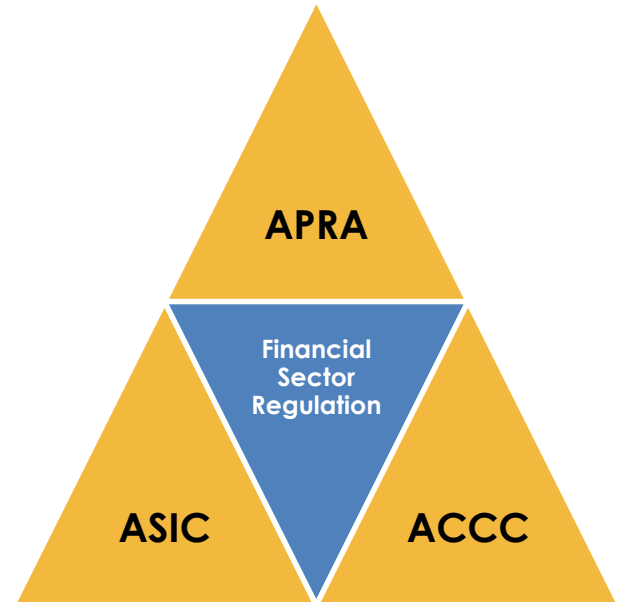 APRA
Financial
Sector
Regulation
ASIC
ACCC